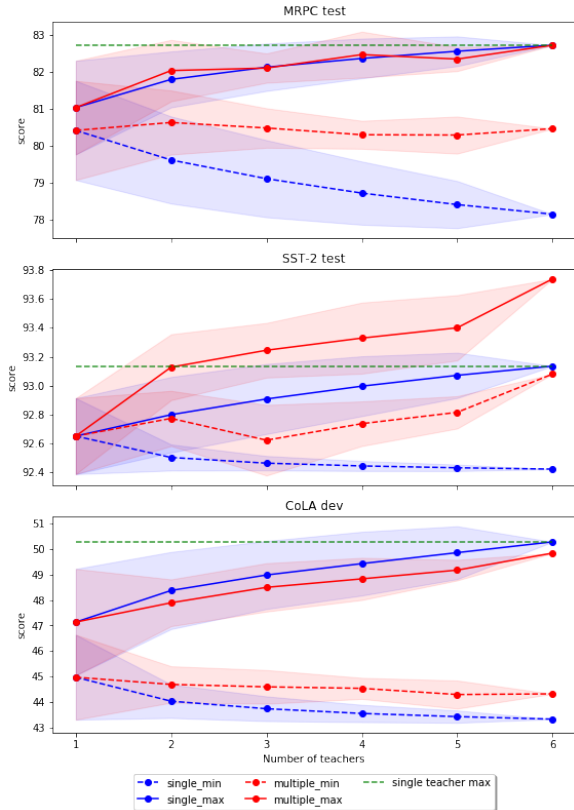 MRPC test
83
82
81
80
79
78
score
SST-2 test
93.8
93.6
93.4
93.2
93.0
92.8
92.6
92.4
score
CoLA dev
51
50
49
48
47
46
45
44
43
score
1 2 3 4 5 6
Number of teachers
single_min multiple_min single teacher max
single_max multiple_max